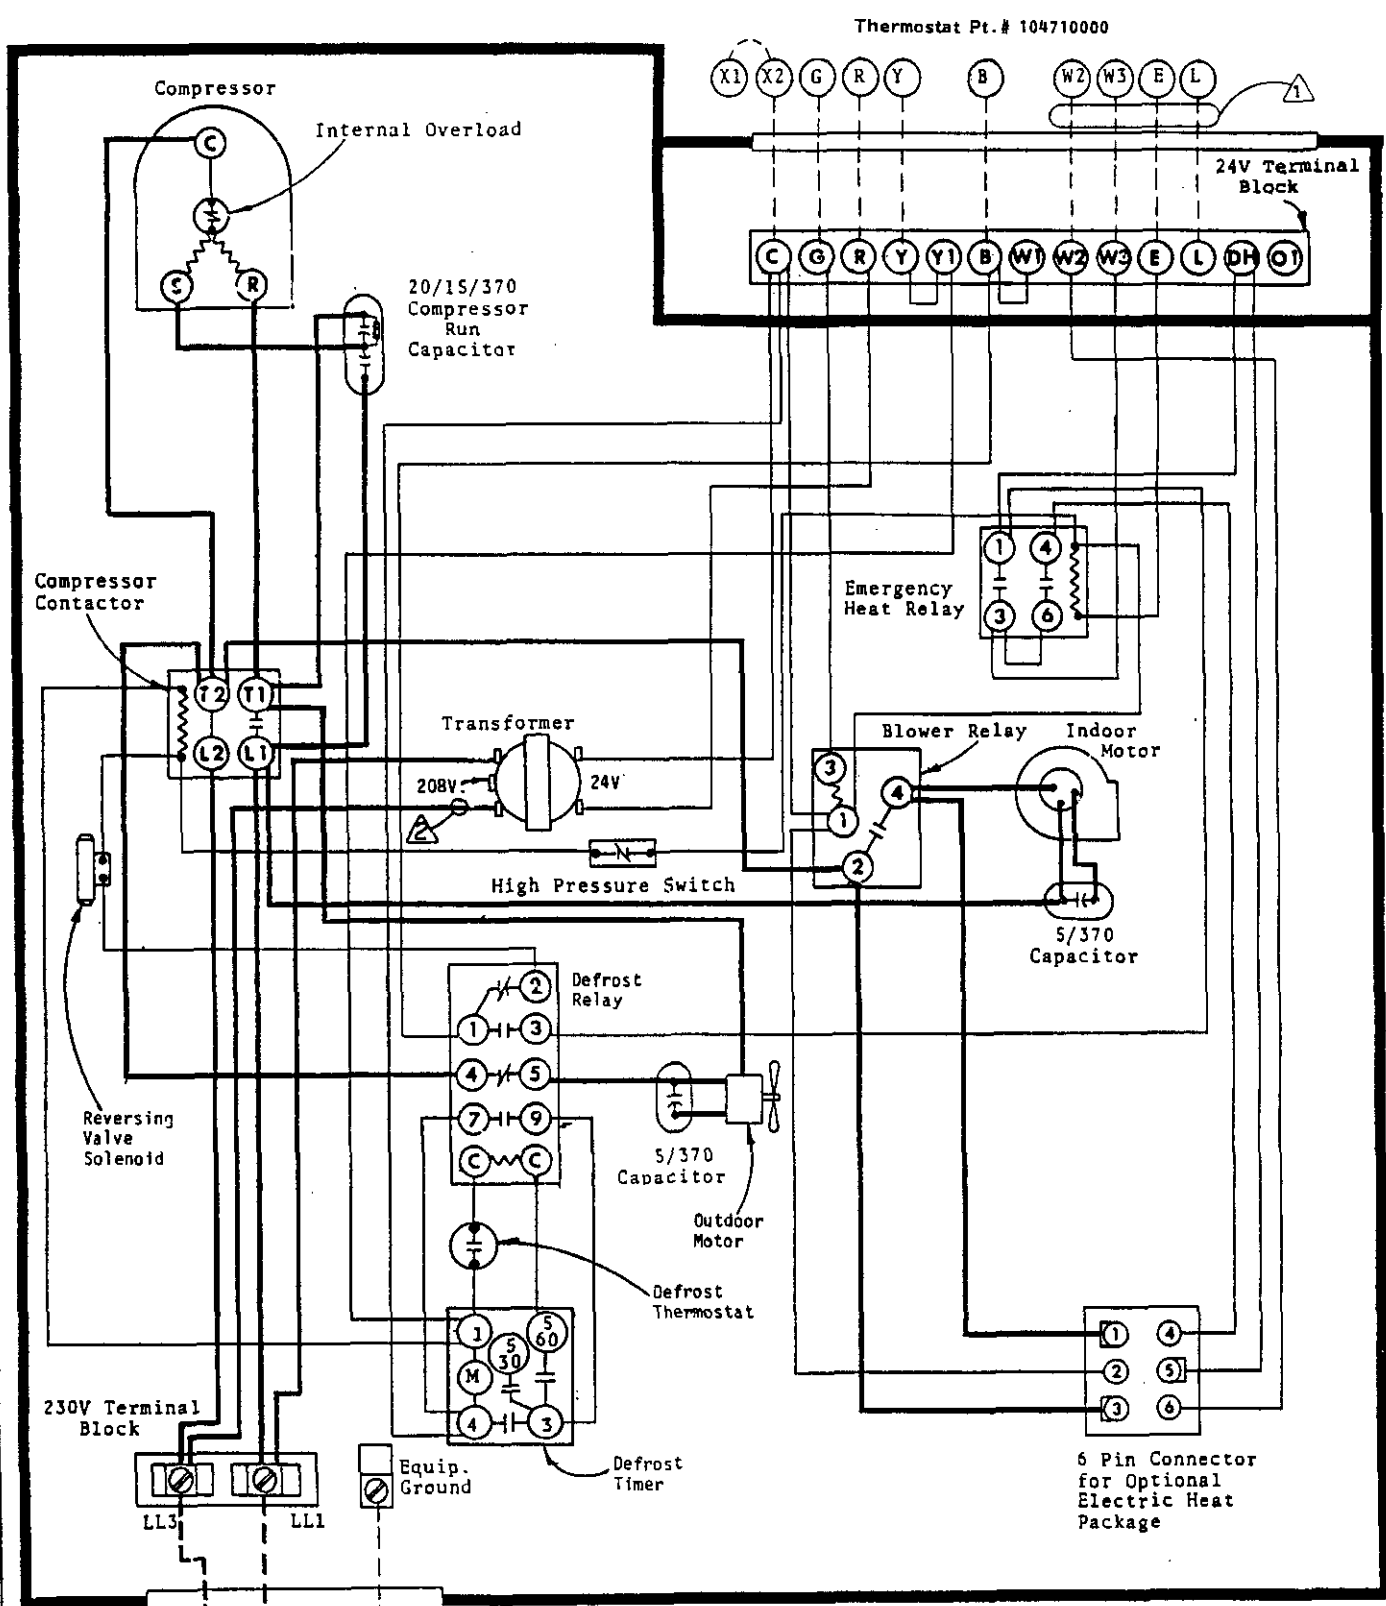 Thermostat Pt.# 104710000
X1 X2 G R Y B W2 W3 E L
1
Compressor
C
Internal Overload
S R
24V Terminal
Block
C G R Y Y1 B W1 W2 W3 E L DH O1
20/15/370
Compressor
Run
Capacitor
Compressor
Contactor
T2 T1
L2 L1
Emergency
Heat Relay
1 4
3 6
Transformer
208V.
24V
2
Blower Relay
3
4
1
2
Indoor
Motor
High Pressure Switch
5/370
Capacitor
Defrost
Relay
2
1 3
4 5
7 9
C C
Reversing
Valve
Solenoid
5/370
Capacitor
Outdoor
Motor
Defrost
Thermostat
1
S
30
S
60
M
4 3
Defrost
Timer
230V Terminal
Block
LL3 LL1
Equip.
Ground
1 4
2 5
3 6
6 Pin Connector
for Optional
Electric Heat
Package